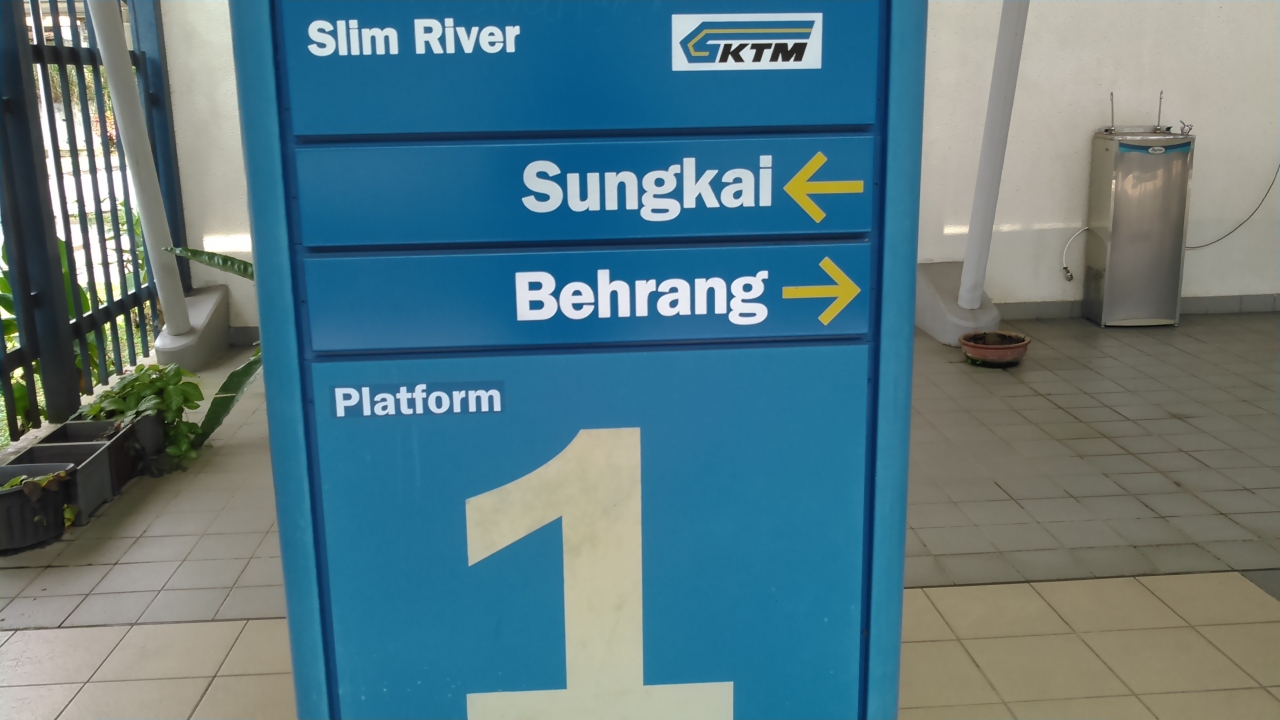 Slim River
KTM
Sungkai
Behrang
Platform
1